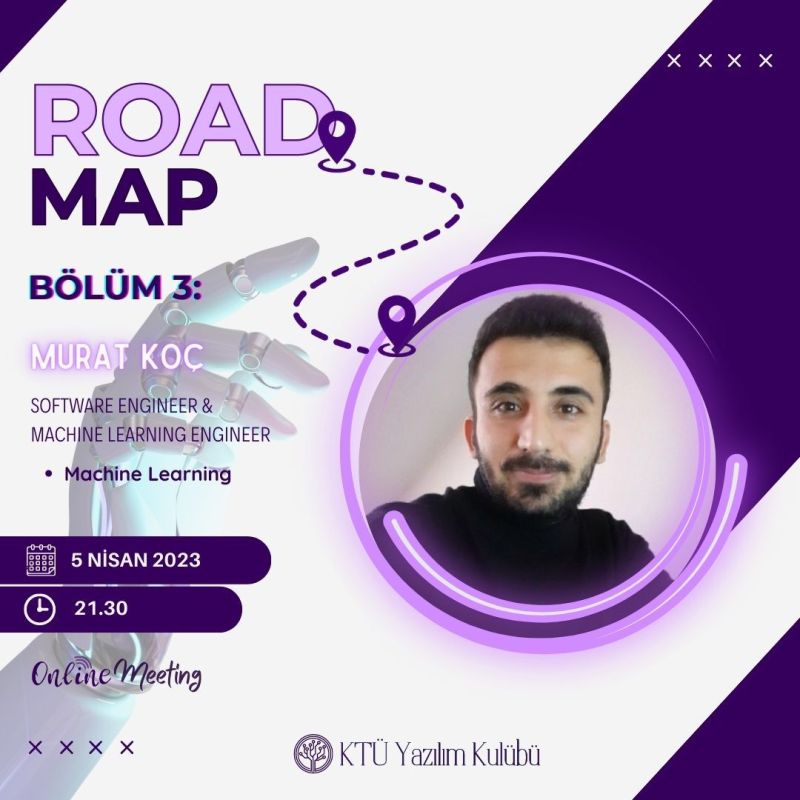 ROAD
MAP
BÖLÜM 3:
MURAT KOÇ
SOFTWARE ENGINEER &
MACHINE LEARNING ENGINEER
• Machine Learning
5 NİSAN 2023
21.30
Online Meeting
KTÜ Yazılım Kulübü